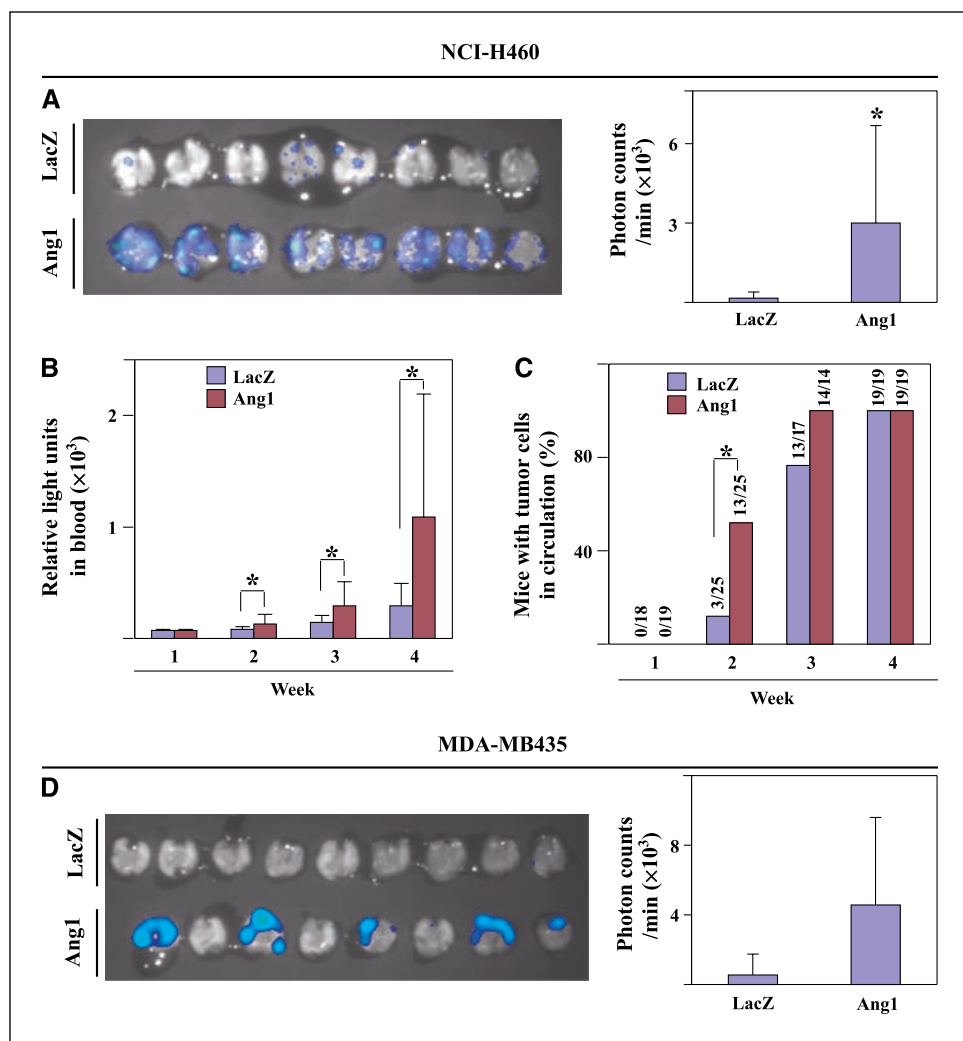 NCI-H460
A
LacZ
Ang1
Photon counts
/min (×10³)
6
3
*
LacZ
Ang1
B
Relative light units
in blood (×10³)
2
1
LacZ
Ang1
*
*
*
1
2
3
4
Week
C
Mice with tumor cells
in circulation (%)
80
40
LacZ
Ang1
0/18
0/19
3/25
*
13/25
13/17
14/14
19/19
19/19
1
2
3
4
Week
MDA-MB435
D
LacZ
Ang1
Photon counts
/min (×10³)
8
4
LacZ
Ang1